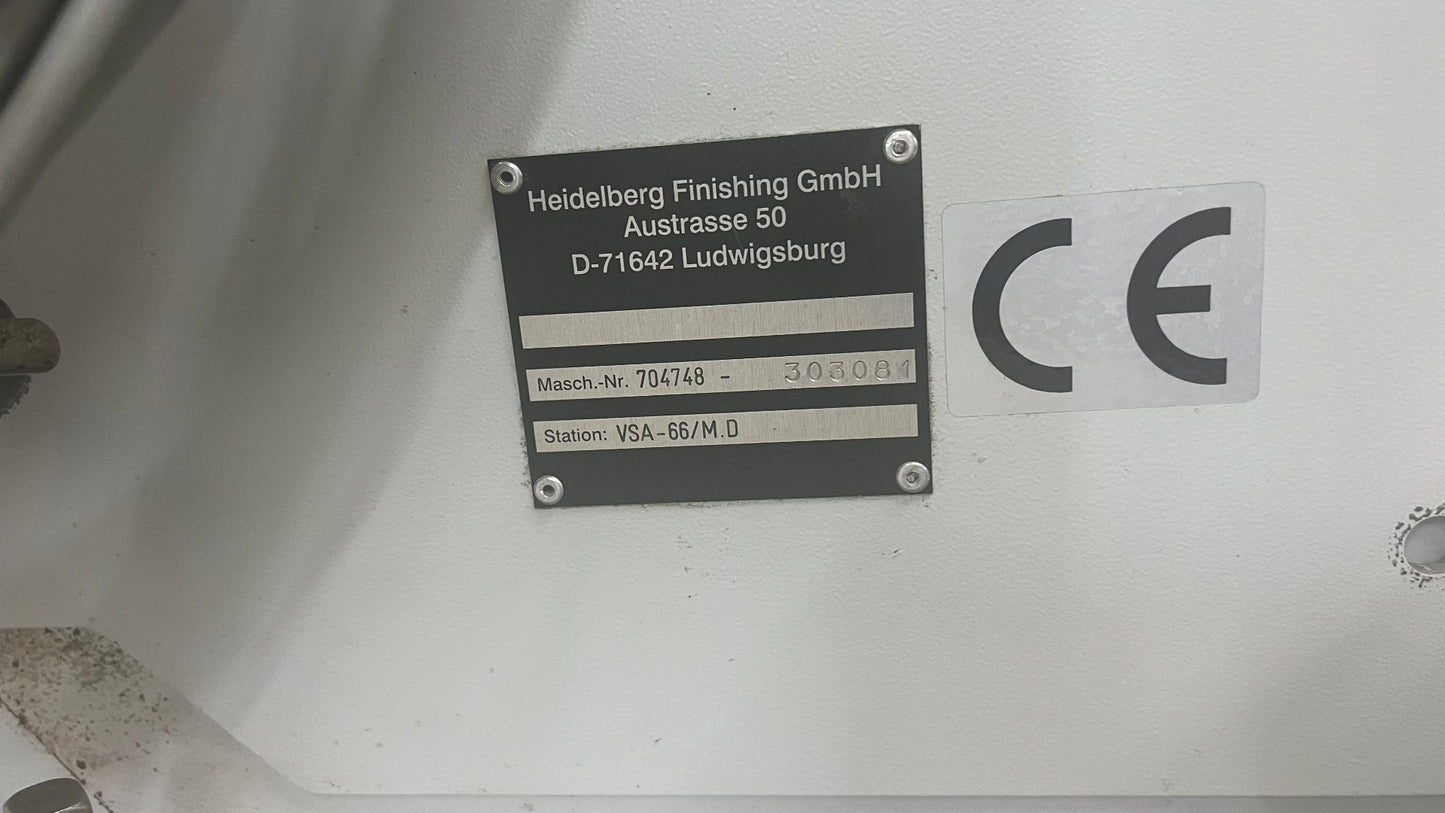 Heidelberg Finishing GmbH
Austrasse 50
D-71642 Ludwigsburg
Masch.-Nr. 704748 - 303081
Station: VSA-66/M.D
CE